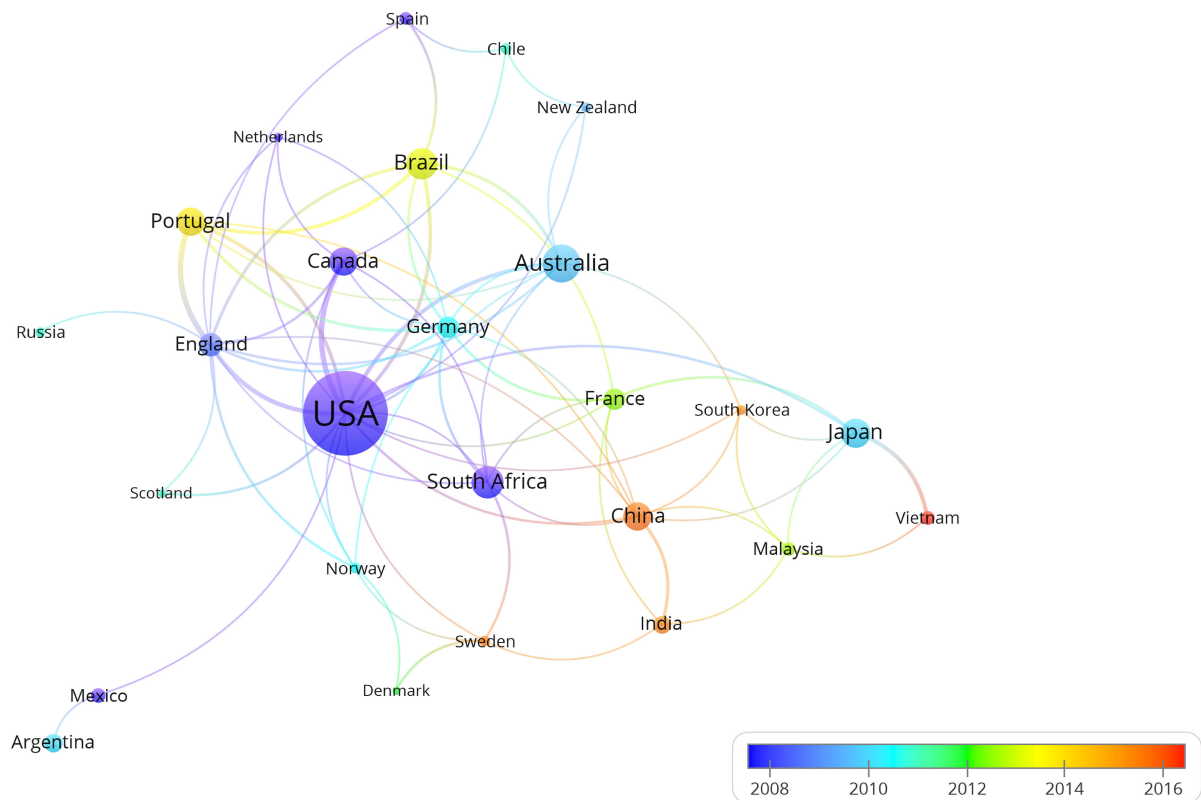 Spain
Chile
New Zealand
Netherlands
Brazil
Portugal
Canada
Australia
Russia
England
Germany
USA
France
South Korea
Japan
South Africa
Scotland
China
Vietnam
Malaysia
Norway
India
Sweden
Denmark
Mexico
Argentina
2008 2010 2012 2014 2016